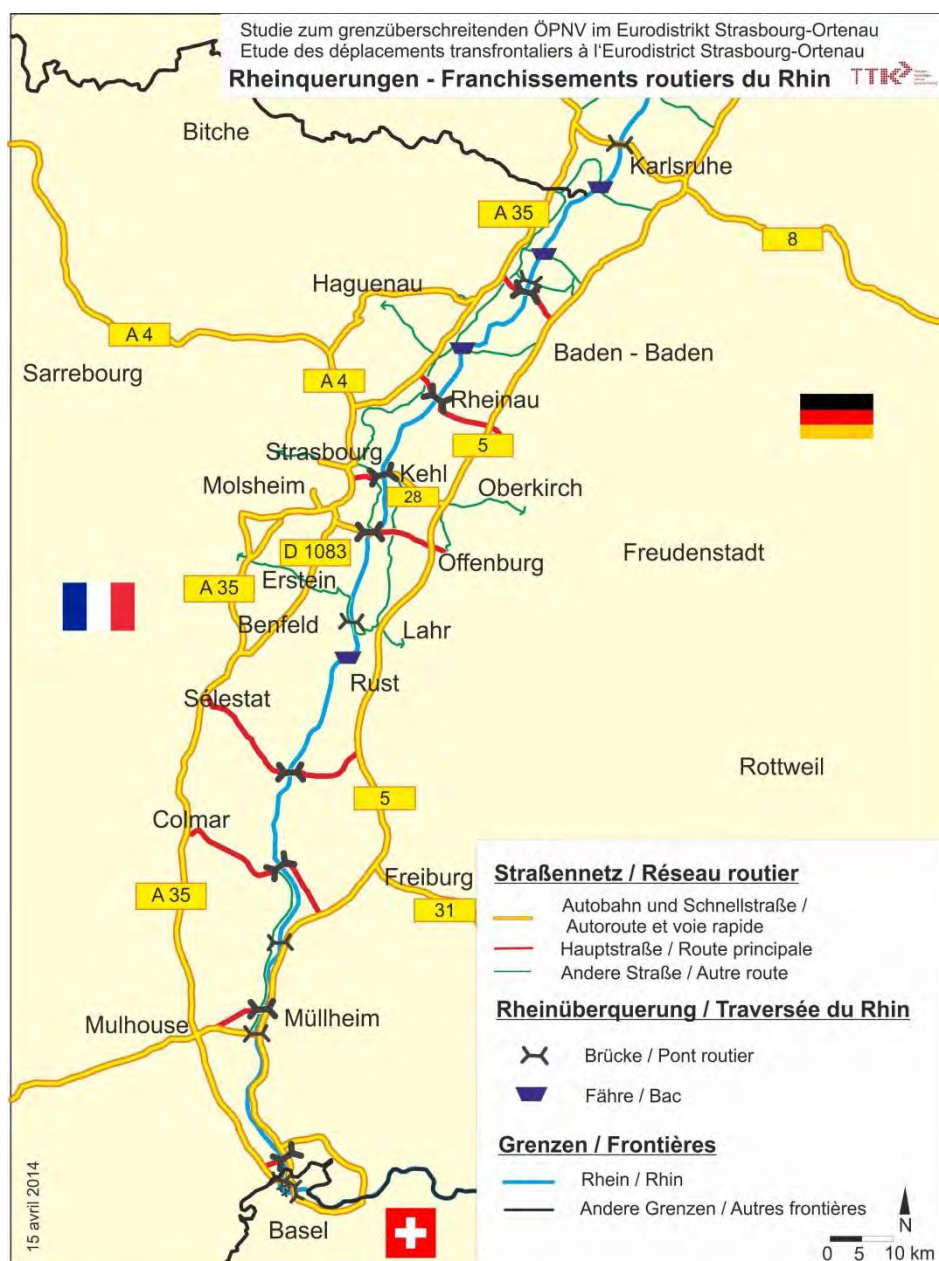 Studie zum grenzüberschreitenden ÖPNV im Eurodistrikt Strasbourg-Ortenau
Etude des déplacements transfrontaliers à l'Eurodistrict Strasbourg-Ortenau
Rheinquerungen - Franchissements routiers du Rhin
TTK
Bitche
Karlsruhe
A 35
8
Haguenau
A 4
Baden - Baden
Sarrebourg
A 4
Rheinau
5
Strasbourg
Kehl
Molsheim
28
Oberkirch
D 1083
Offenburg
Freudenstadt
A 35
Erstein
Benfeld
Lahr
Rust
Sélestat
Rottweil
5
Colmar
Freiburg
A 35
31
Mulhouse
Müllheim
Basel
15 avril 2014
Straßennetz / Réseau routier
Autobahn und Schnellstraße /
Autoroute et voie rapide
Hauptstraße / Route principale
Andere Straße / Autre route
Rheinüberquerung / Traversée du Rhin
Brücke / Pont routier
Fähre / Bac
Grenzen / Frontières
Rhein / Rhin
Andere Grenzen / Autres frontières
N
0 5 10 km